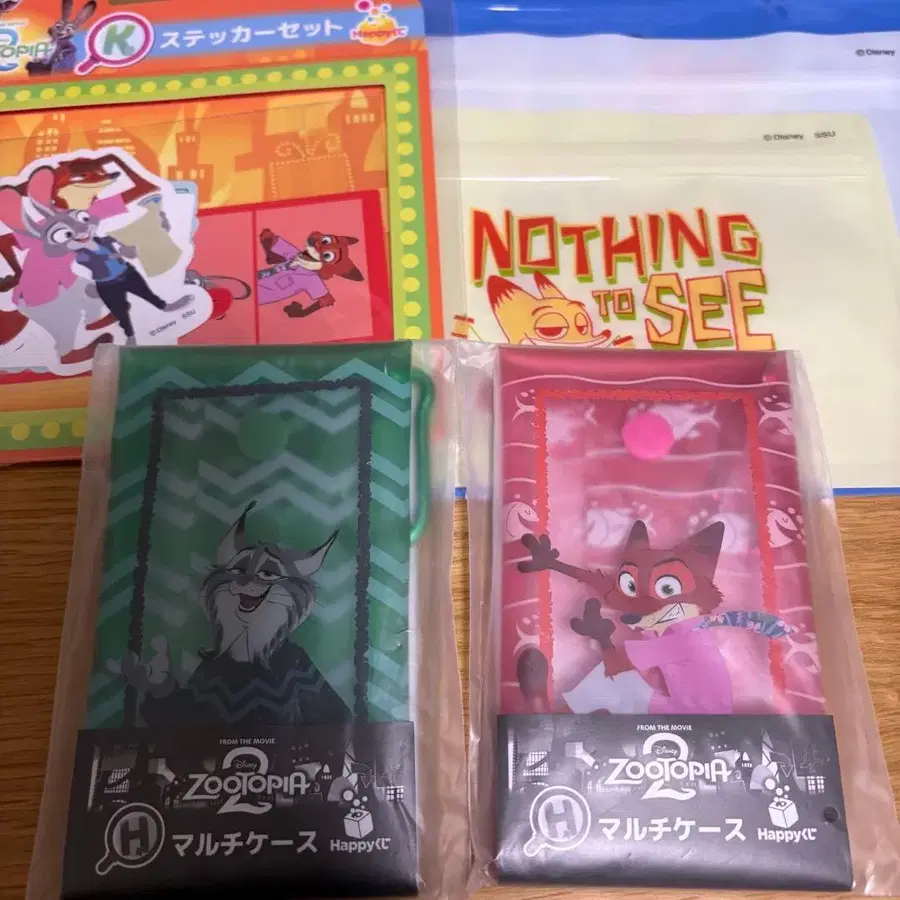 K ステッカーセット Happyくじ
© Disney SSU
© Disney
© Disney SSU
NOTHING
TO SEE
FROM THE MOVIE
Disney
ZOOTOPIA
2
H マルチケース Happyくじ
FROM THE MOVIE
Disney
ZOOTOPIA
2
H マルチケース Happyくじ